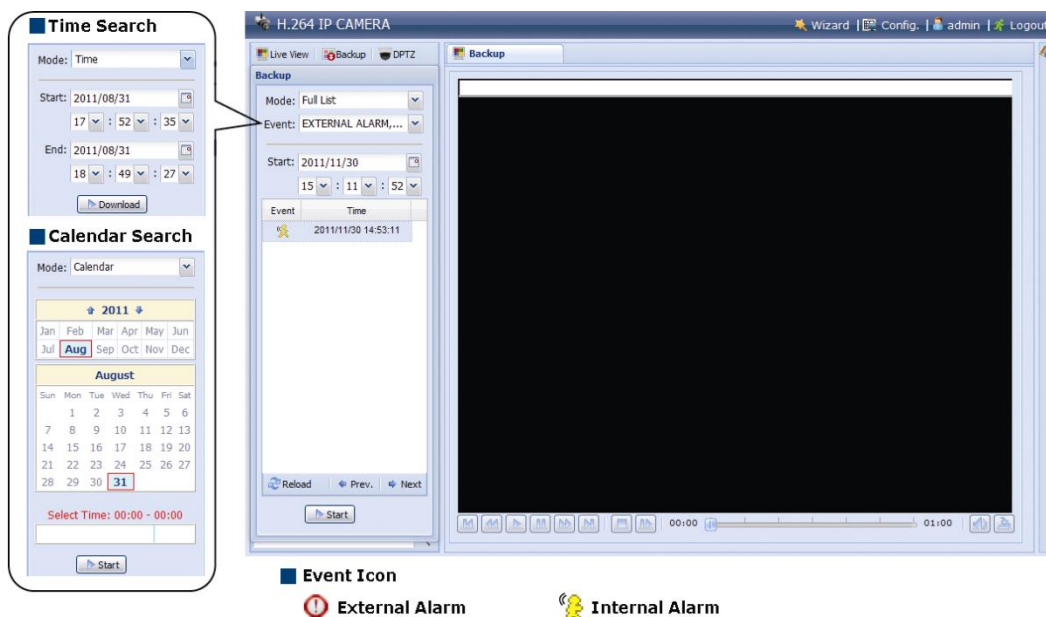 Time Search
Mode: Time
Start: 2011/08/31
17 : 52 : 35
End: 2011/08/31
18 : 49 : 27
Download
Calendar Search
Mode: Calendar
2011
Jan Feb Mar Apr May Jun
Jul Aug Sep Oct Nov Dec
August
Sun Mon Tue Wed Thu Fri Sat
1 2 3 4 5 6
7 8 9 10 11 12 13
14 15 16 17 18 19 20
21 22 23 24 25 26 27
28 29 30 31
Select Time: 00:00 - 00:00
Start
H.264 IP CAMERA
Wizard | Config. | admin | Logout
Live View Backup DPTZ
Backup
Mode: Full List
Event: EXTERNAL ALARM,...
Start: 2011/11/30
15 : 11 : 52
Event Time
2011/11/30 14:53:11
Reload Prev. Next
Start
Backup
00:00 01:00
Event Icon
External Alarm Internal Alarm